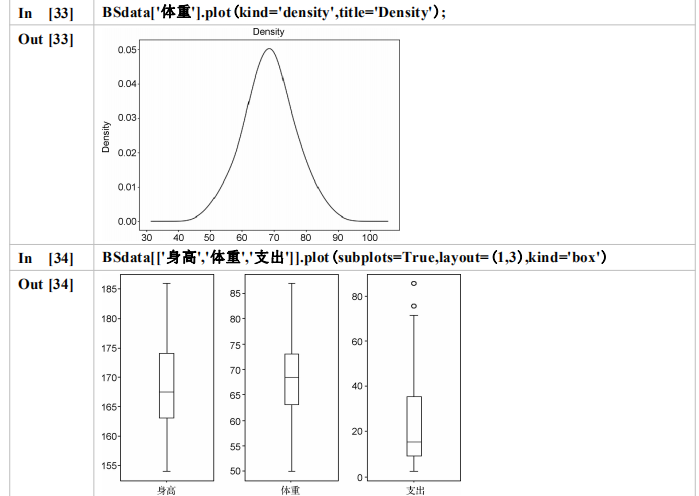 In [33] BSdata['体重'].plot(kind='density',title='Density');
Out [33]
Density
0.05
0.04
0.03
0.02
0.01
0.00
Density
30 40 50 60 70 80 90 100
In [34] BSdata[['身高','体重','支出']].plot(subplots=True,layout=(1,3),kind='box')
Out [34]
185
180
175
170
165
160
155
身高
85
80
75
70
65
60
55
50
体重
80
60
40
20
0
支出